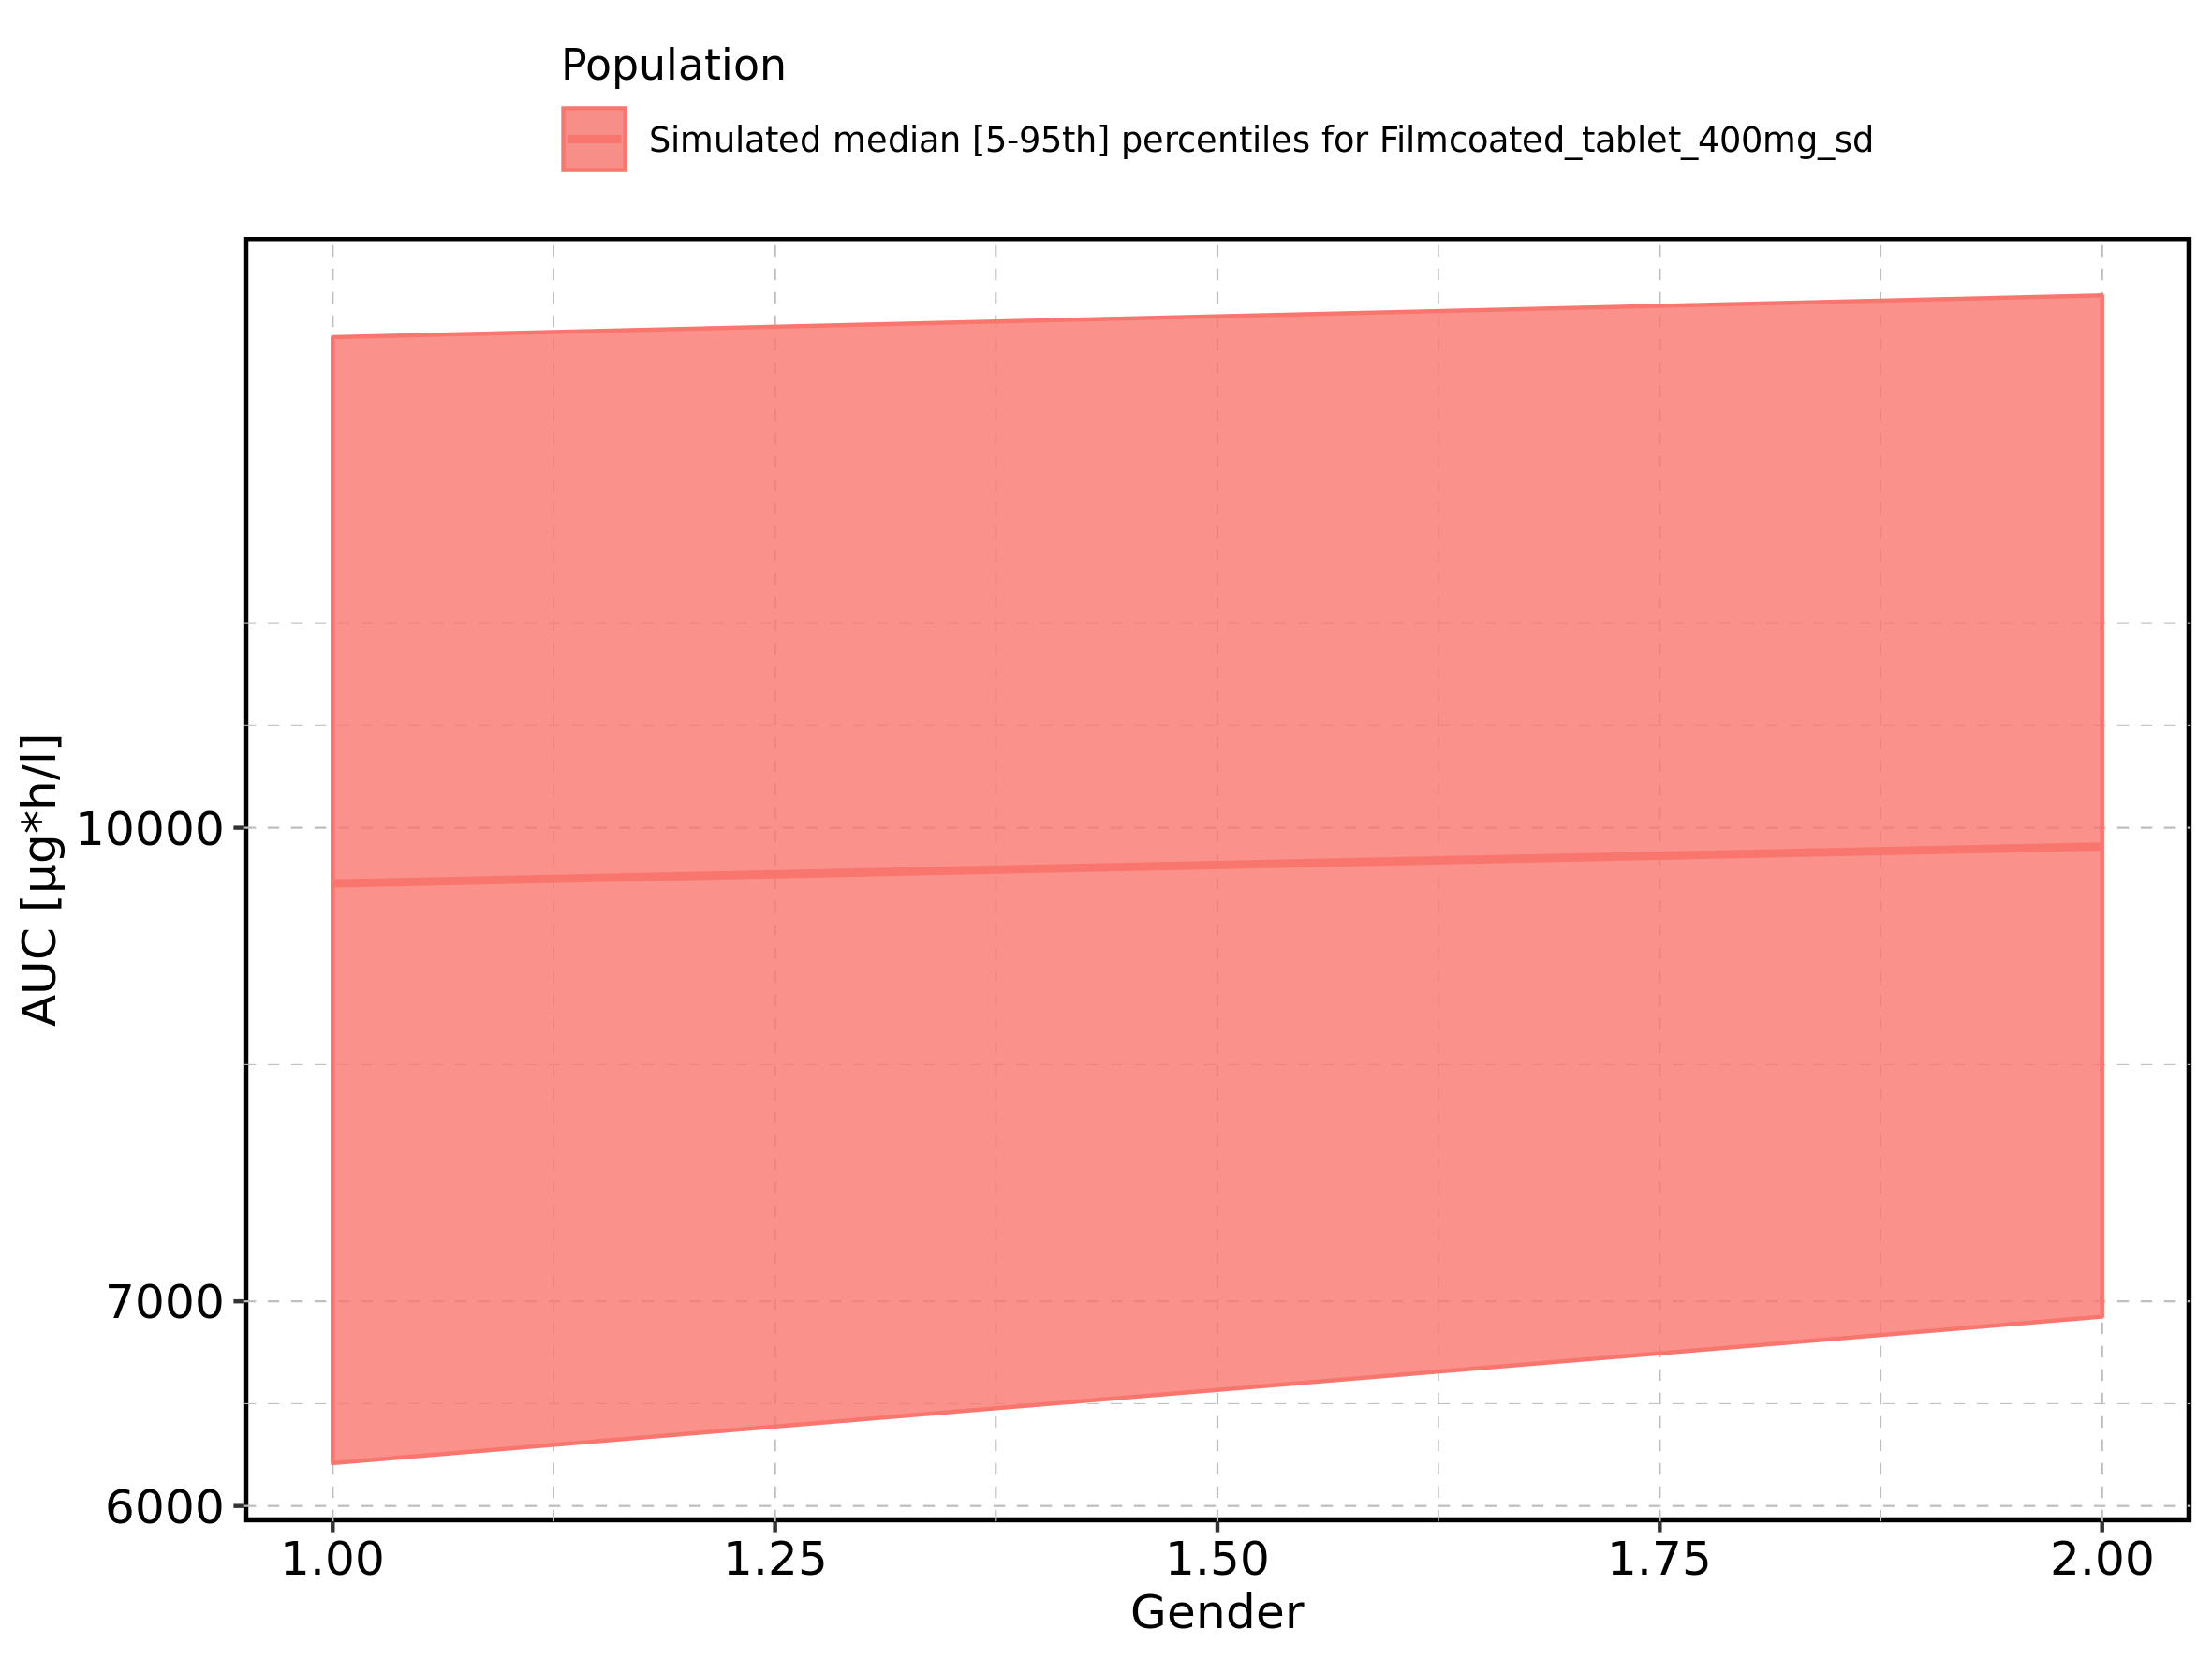 Population
Simulated median [5-95th] percentiles for Filmcoated_tablet_400mg_sd
AUC [µg*h/l]
10000
7000
6000
1.00 1.25 1.50 1.75 2.00
Gender